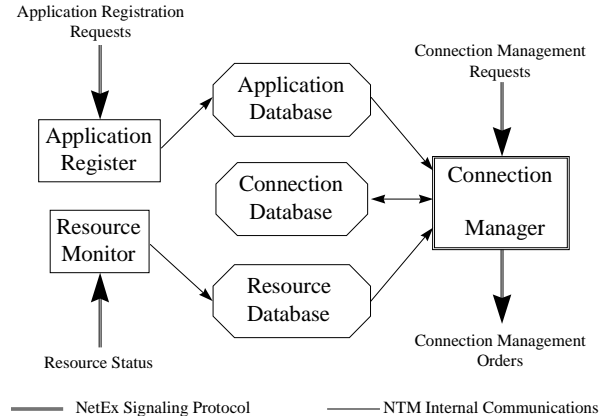 Application Registration
Requests
Connection Management
Requests
Application
Database
Application
Register
Connection
Database
Connection
Manager
Resource
Monitor
Resource
Database
Resource Status
Connection Management
Orders
NetEx Signaling Protocol
NTM Internal Communications